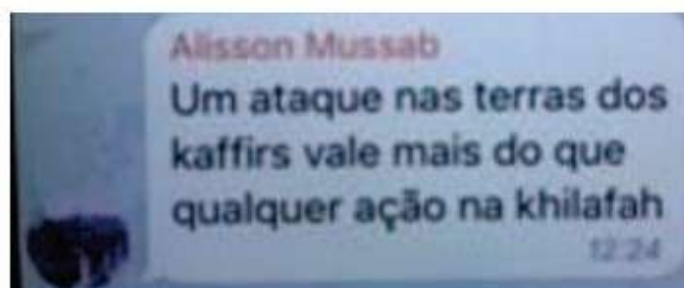 Alisson Mussab
Um ataque nas terras dos
kaffirs vale mais do que
qualquer ação na khilafah
12:24